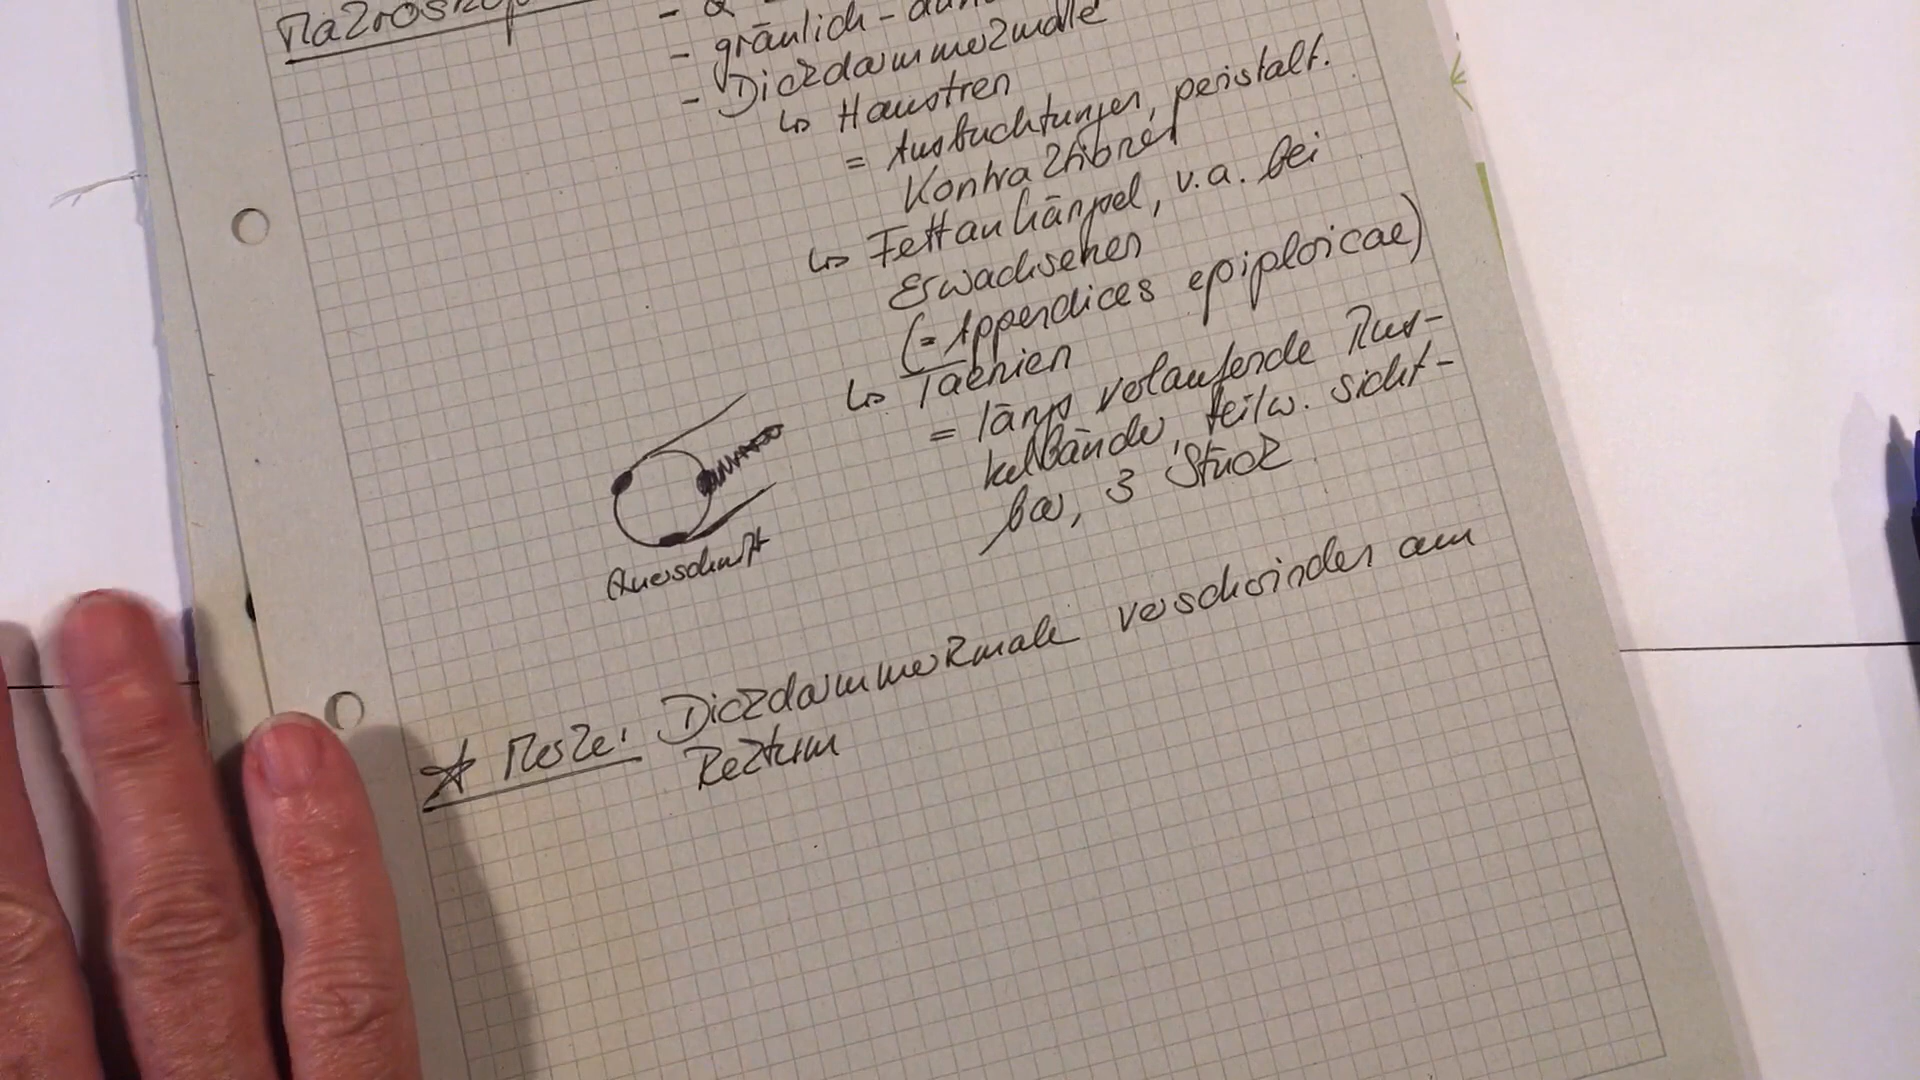 Makroskop
- gräulich -
- Dickdarmmerkmale
↳ Haustren
= Ausbuchtungen, peristalt.
Kontraktionen
↳ Fettanhängsel, v.a. bei
Erwachsenen
(= Appendices epiploicae)
↳ Taenien
= längs verlaufende Mus-
kelbänder, teilw. sicht-
bar, 3 Stück
Querschnitt
* Merke: Dickdarmmerkmale verschwinden am
Rektum